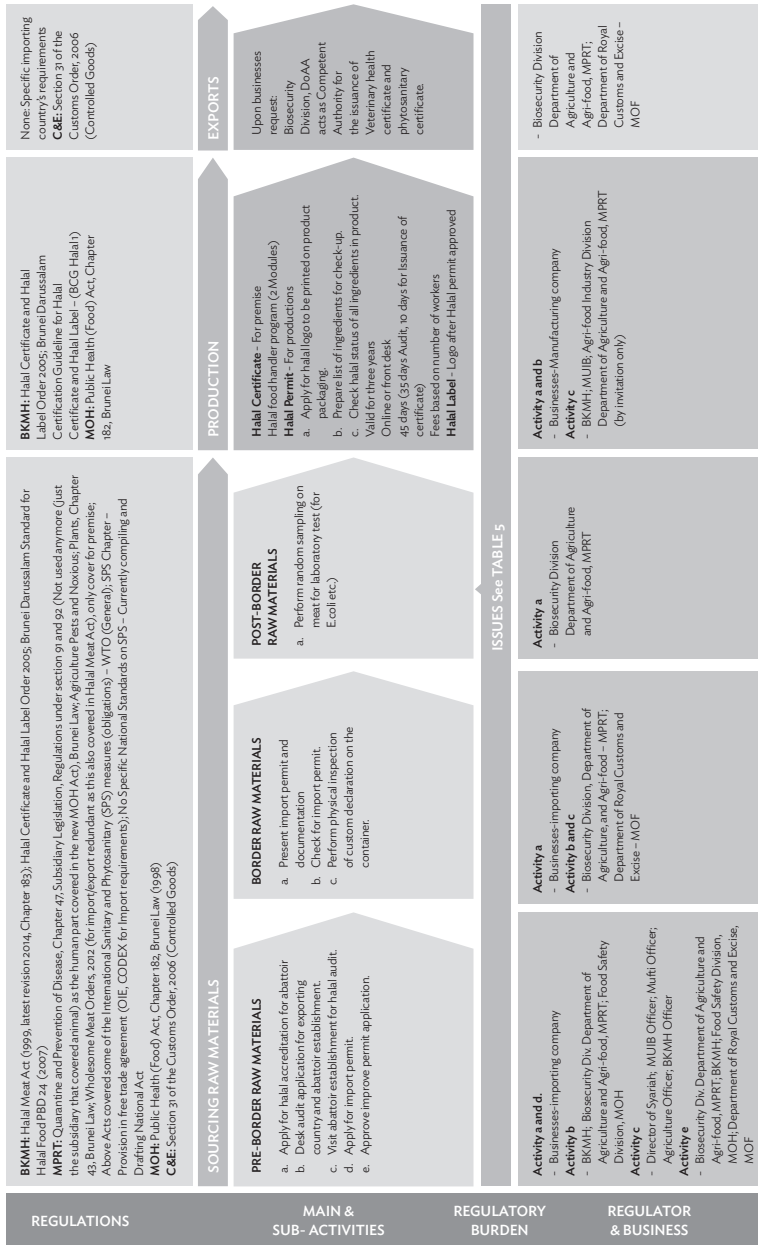 REGULATIONS
BKMH: Halal Meat Act (1999, latest revision 2014, Chapter 183); Halal Certificate and Halal Label Order 2005; Brunei Darussalam Standard for
Halal Food PBD 24 (2007)
MPRT: Quarantine and Prevention of Disease, Chapter 47, Subsidiary Legislation, Regulations under section 91 and 92 (Not used anymore (just
the subsidiary that covered animal) as the human part covered in the new MOH Act), Brunei Law; Agriculture Pests and Noxious; Plants, Chapter
43, Brunei Law; Wholesome Meat Orders, 2012 (for import/export redundant as this also covered in Halal Meat Act), only cover for premise;
Above Acts covered some of the International Sanitary and Phytosanitary (SPS) measures (obligations) – WTO (General); SPS Chapter –
Provision in free trade agreement (OIE, CODEX for Import requirements); No Specific National Standards on SPS – Currently compiling and
Drafting National Act
MOH: Public Health (Food) Act, Chapter 182, Brunei Law (1998)
C&E: Section 31 of the Customs Order, 2006 (Controlled Goods)
BKMH: Halal Certificate and Halal
Label Order 2005; Brunei Darussalam
Certification Guideline for Halal
Certificate and Halal Label – (BCG Halal 1)
MOH: Public Health (Food) Act, Chapter
182, Brunei Law
None: Specific importing
country's requirements
C&E: Section 31 of the
Customs Order, 2006
(Controlled Goods)
SOURCING RAW MATERIALS
PRODUCTION
EXPORTS
MAIN &
SUB- ACTIVITIES
PRE-BORDER RAW MATERIALS
a. Apply for halal accreditation for abattoir
b. Desk audit application for exporting
country and abattoir establishment.
c. Visit abattoir establishment for halal audit.
d. Apply for import permit.
e. Approve improve permit application.
BORDER RAW MATERIALS
a. Present import permit and
documentation
b. Check for import permit.
c. Perform physical inspection
of custom declaration on the
container.
POST-BORDER
RAW MATERIALS
a. Perform random sampling on
meat for laboratory test (for
E.coli etc.)
Halal Certificate - For premise
Halal food handler program (2 Modules)
Halal Permit - For productions
a. Apply for halal logo to be printed on product
packaging.
b. Prepare list of ingredients for check-up.
c. Check halal status of all ingredients in product.
Valid for three years
Online or front desk
45 days (35 days Audit, 10 days for Issuance of
certificate)
Fees based on number of workers
Halal Label - Logo after Halal permit approved
Upon businesses
request:
Biosecurity
Division, DoAA
acts as Competent
Authority for
the issuance of
Veterinary health
certificate and
phytosanitary
certificate.
REGULATORY
BURDEN
ISSUES See TABLE 5
REGULATOR
& BUSINESS
Activity a and d.
- Businesses-importing company
Activity b
- BKMH; Biosecurity Div. Department of
Agriculture and Agri-food, MPRT; Food Safety
Division, MOH
Activity c
- Director of Syariah; MUIB Officer; Mufti Officer;
Agriculture Officer; BKMH Officer
Activity e
- Biosecurity Div. Department of Agriculture and
Agri-food, MPRT; BKMH; Food Safety Division,
MOH; Department of Royal Customs and Excise,
MOF
Activity a
- Businesses-importing company
Activity b and c
- Biosecurity Division, Department of
Agriculture, and Agri-food – MPRT;
Department of Royal Customs and
Excise – MOF
Activity a
- Biosecurity Division
Department of Agriculture
and Agri-food, MPRT
Activity a and b
- Businesses-Manufacturing company
Activity c
- BKMH; MUIB; Agri-food Industry Division
Department of Agriculture and Agri-food, MPRT
(by invitation only)
- Biosecurity Division
Department of
Agriculture and
Agri-food, MPRT;
Department of Royal
Customs and Excise –
MOF